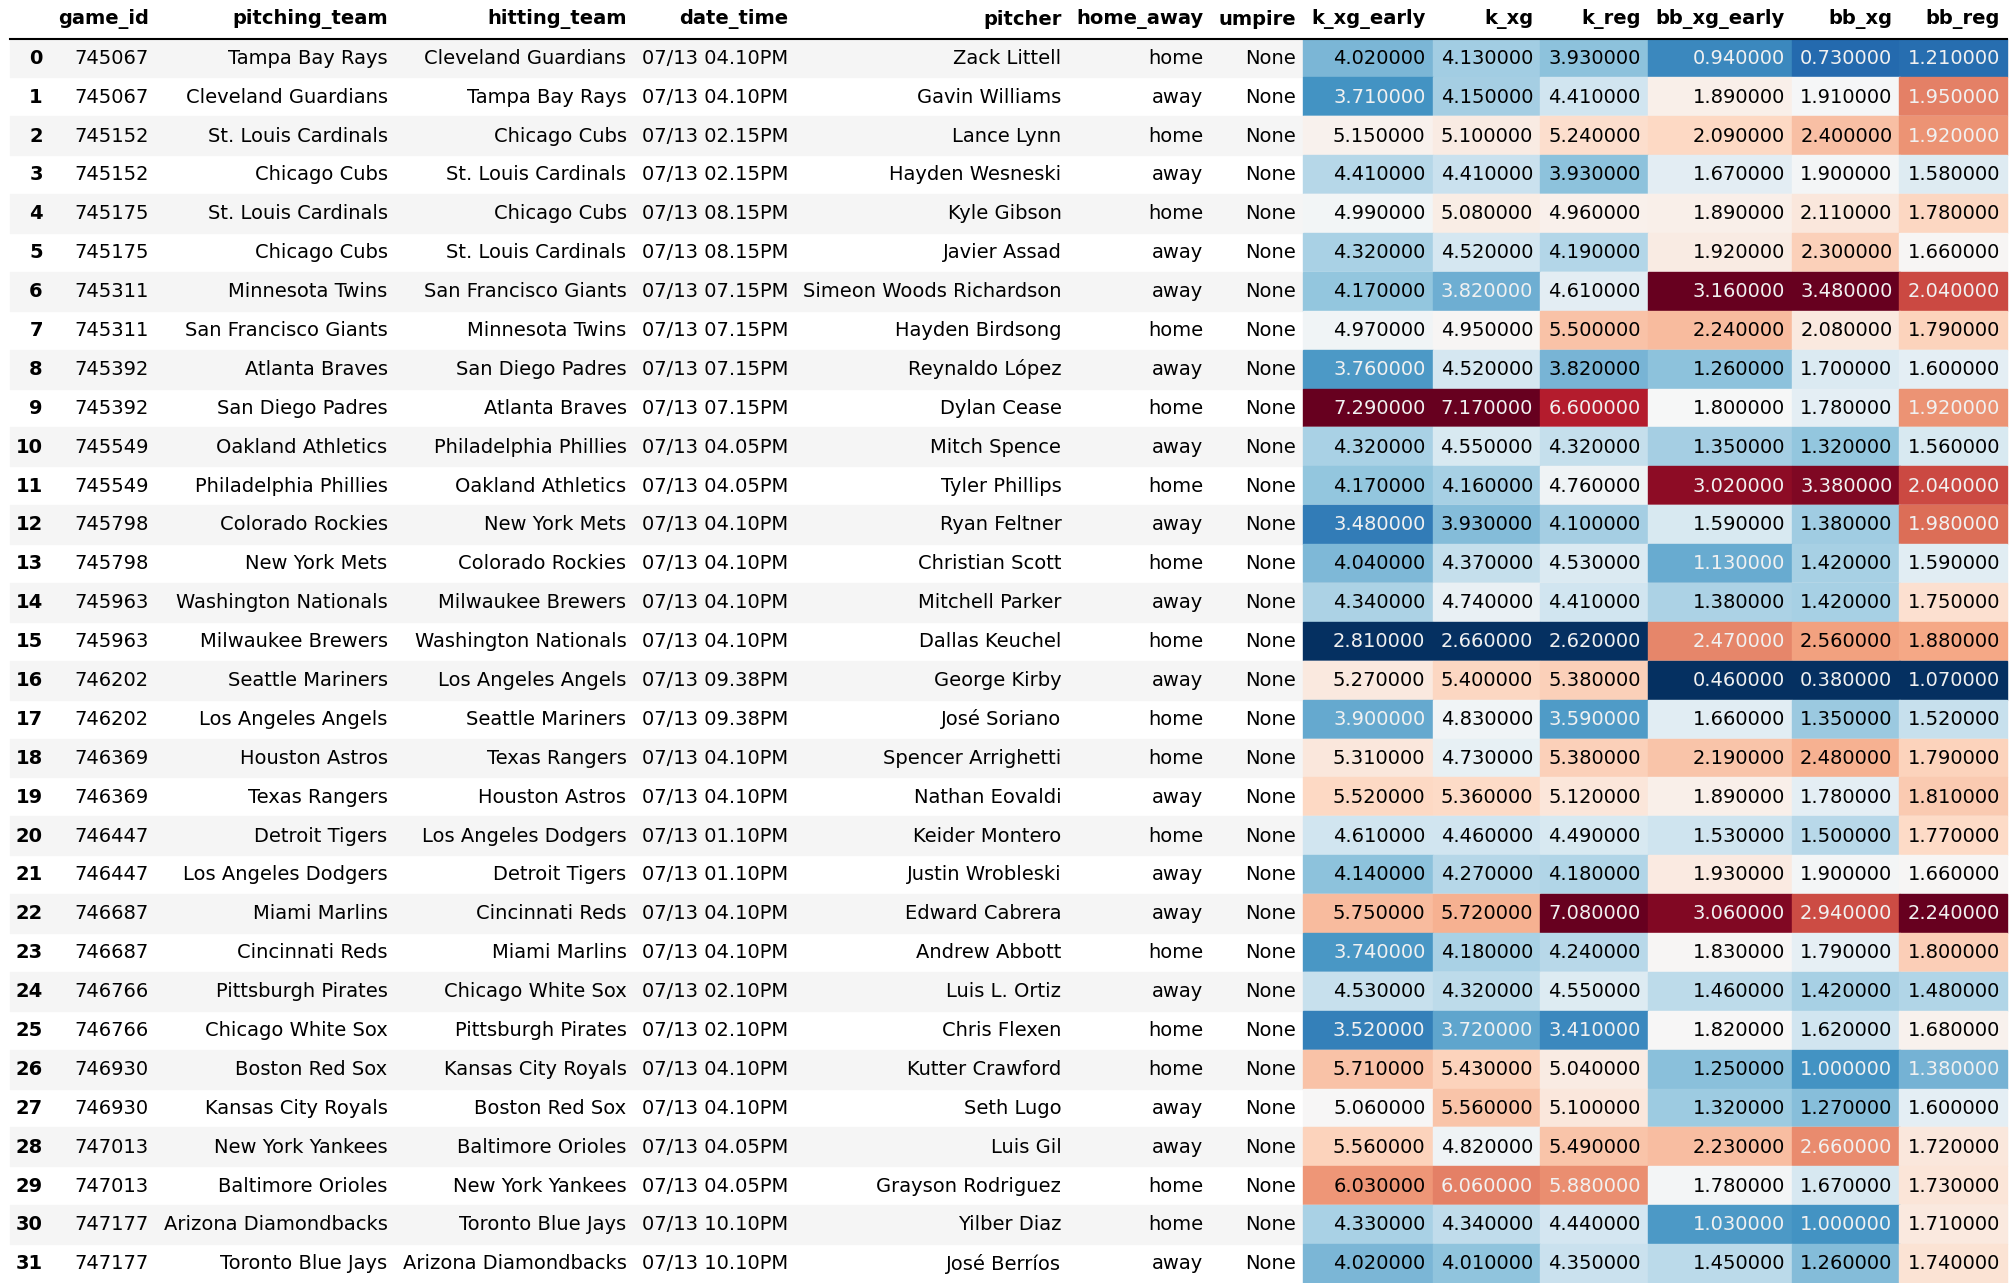 game_id pitching_team hitting_team date_time pitcher home_away umpire k_xg_early k_xg k_reg bb_xg_early bb_xg bb_reg
0 745067 Tampa Bay Rays Cleveland Guardians 07/13 04.10PM Zack Littell home None 4.020000 4.130000 3.930000 0.940000 0.730000 1.210000
1 745067 Cleveland Guardians Tampa Bay Rays 07/13 04.10PM Gavin Williams away None 3.710000 4.150000 4.410000 1.890000 1.910000 1.950000
2 745152 St. Louis Cardinals Chicago Cubs 07/13 02.15PM Lance Lynn home None 5.150000 5.100000 5.240000 2.090000 2.400000 1.920000
3 745152 Chicago Cubs St. Louis Cardinals 07/13 02.15PM Hayden Wesneski away None 4.410000 4.410000 3.930000 1.670000 1.900000 1.580000
4 745175 St. Louis Cardinals Chicago Cubs 07/13 08.15PM Kyle Gibson home None 4.990000 5.080000 4.960000 1.890000 2.110000 1.780000
5 745175 Chicago Cubs St. Louis Cardinals 07/13 08.15PM Javier Assad away None 4.320000 4.520000 4.190000 1.920000 2.300000 1.660000
6 745311 Minnesota Twins San Francisco Giants 07/13 07.15PM Simeon Woods Richardson away None 4.170000 3.820000 4.610000 3.160000 3.480000 2.040000
7 745311 San Francisco Giants Minnesota Twins 07/13 07.15PM Hayden Birdsong home None 4.970000 4.950000 5.500000 2.240000 2.080000 1.790000
8 745392 Atlanta Braves San Diego Padres 07/13 07.15PM Reynaldo López away None 3.760000 4.520000 3.820000 1.260000 1.700000 1.600000
9 745392 San Diego Padres Atlanta Braves 07/13 07.15PM Dylan Cease home None 7.290000 7.170000 6.600000 1.800000 1.780000 1.920000
10 745549 Oakland Athletics Philadelphia Phillies 07/13 04.05PM Mitch Spence away None 4.320000 4.550000 4.320000 1.350000 1.320000 1.560000
11 745549 Philadelphia Phillies Oakland Athletics 07/13 04.05PM Tyler Phillips home None 4.170000 4.160000 4.760000 3.020000 3.380000 2.040000
12 745798 Colorado Rockies New York Mets 07/13 04.10PM Ryan Feltner away None 3.480000 3.930000 4.100000 1.590000 1.380000 1.980000
13 745798 New York Mets Colorado Rockies 07/13 04.10PM Christian Scott home None 4.040000 4.370000 4.530000 1.130000 1.420000 1.590000
14 745963 Washington Nationals Milwaukee Brewers 07/13 04.10PM Mitchell Parker away None 4.340000 4.740000 4.410000 1.380000 1.420000 1.750000
15 745963 Milwaukee Brewers Washington Nationals 07/13 04.10PM Dallas Keuchel home None 2.810000 2.660000 2.620000 2.470000 2.560000 1.880000
16 746202 Seattle Mariners Los Angeles Angels 07/13 09.38PM George Kirby away None 5.270000 5.400000 5.380000 0.460000 0.380000 1.070000
17 746202 Los Angeles Angels Seattle Mariners 07/13 09.38PM José Soriano home None 3.900000 4.830000 3.590000 1.660000 1.350000 1.520000
18 746369 Houston Astros Texas Rangers 07/13 04.10PM Spencer Arrighetti home None 5.310000 4.730000 5.380000 2.190000 2.480000 1.790000
19 746369 Texas Rangers Houston Astros 07/13 04.10PM Nathan Eovaldi away None 5.520000 5.360000 5.120000 1.890000 1.780000 1.810000
20 746447 Detroit Tigers Los Angeles Dodgers 07/13 01.10PM Keider Montero home None 4.610000 4.460000 4.490000 1.530000 1.500000 1.770000
21 746447 Los Angeles Dodgers Detroit Tigers 07/13 01.10PM Justin Wrobleski away None 4.140000 4.270000 4.180000 1.930000 1.900000 1.660000
22 746687 Miami Marlins Cincinnati Reds 07/13 04.10PM Edward Cabrera away None 5.750000 5.720000 7.080000 3.060000 2.940000 2.240000
23 746687 Cincinnati Reds Miami Marlins 07/13 04.10PM Andrew Abbott home None 3.740000 4.180000 4.240000 1.830000 1.790000 1.800000
24 746766 Pittsburgh Pirates Chicago White Sox 07/13 02.10PM Luis L. Ortiz away None 4.530000 4.320000 4.550000 1.460000 1.420000 1.480000
25 746766 Chicago White Sox Pittsburgh Pirates 07/13 02.10PM Chris Flexen home None 3.520000 3.720000 3.410000 1.820000 1.620000 1.680000
26 746930 Boston Red Sox Kansas City Royals 07/13 04.10PM Kutter Crawford home None 5.710000 5.430000 5.040000 1.250000 1.000000 1.380000
27 746930 Kansas City Royals Boston Red Sox 07/13 04.10PM Seth Lugo away None 5.060000 5.560000 5.100000 1.320000 1.270000 1.600000
28 747013 New York Yankees Baltimore Orioles 07/13 04.05PM Luis Gil away None 5.560000 4.820000 5.490000 2.230000 2.660000 1.720000
29 747013 Baltimore Orioles New York Yankees 07/13 04.05PM Grayson Rodriguez home None 6.030000 6.060000 5.880000 1.780000 1.670000 1.730000
30 747177 Arizona Diamondbacks Toronto Blue Jays 07/13 10.10PM Yilber Diaz home None 4.330000 4.340000 4.440000 1.030000 1.000000 1.710000
31 747177 Toronto Blue Jays Arizona Diamondbacks 07/13 10.10PM José Berríos away None 4.020000 4.010000 4.350000 1.450000 1.260000 1.740000